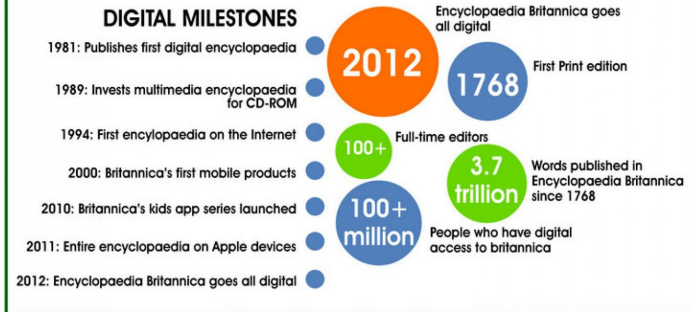 DIGITAL MILESTONES
1981: Publishes first digital encyclopaedia
1989: Invests multimedia encyclopaedia
for CD-ROM
1994: First encylopaedia on the Internet
2000: Britannica's first mobile products
2010: Britannica's kids app series launched
2011: Entire encyclopaedia on Apple devices
2012: Encyclopaedia Britannica goes all digital
2012
Encyclopaedia Britannica goes
all digital
1768
First Print edition
100+
Full-time editors
3.7
trillion
Words published in
Encyclopaedia Britannica
since 1768
100+
million
People who have digital
access to britannica